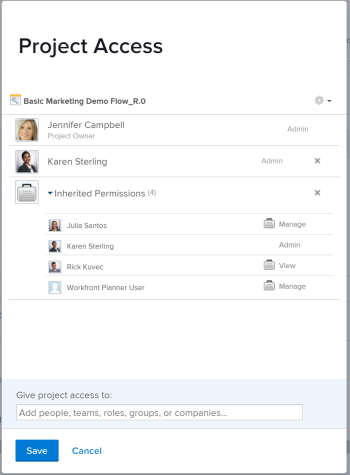 Project Access
Basic Marketing Demo Flow_R.0
Jennifer Campbell
Project Owner
Admin
Karen Sterling
Admin
Inherited Permissions (4)
Julia Santos
Manage
Karen Sterling
Admin
Rick Kuvec
View
Workfront Planner User
Manage
Give project access to:
Add people, teams, roles, groups, or companies...
Save
Cancel